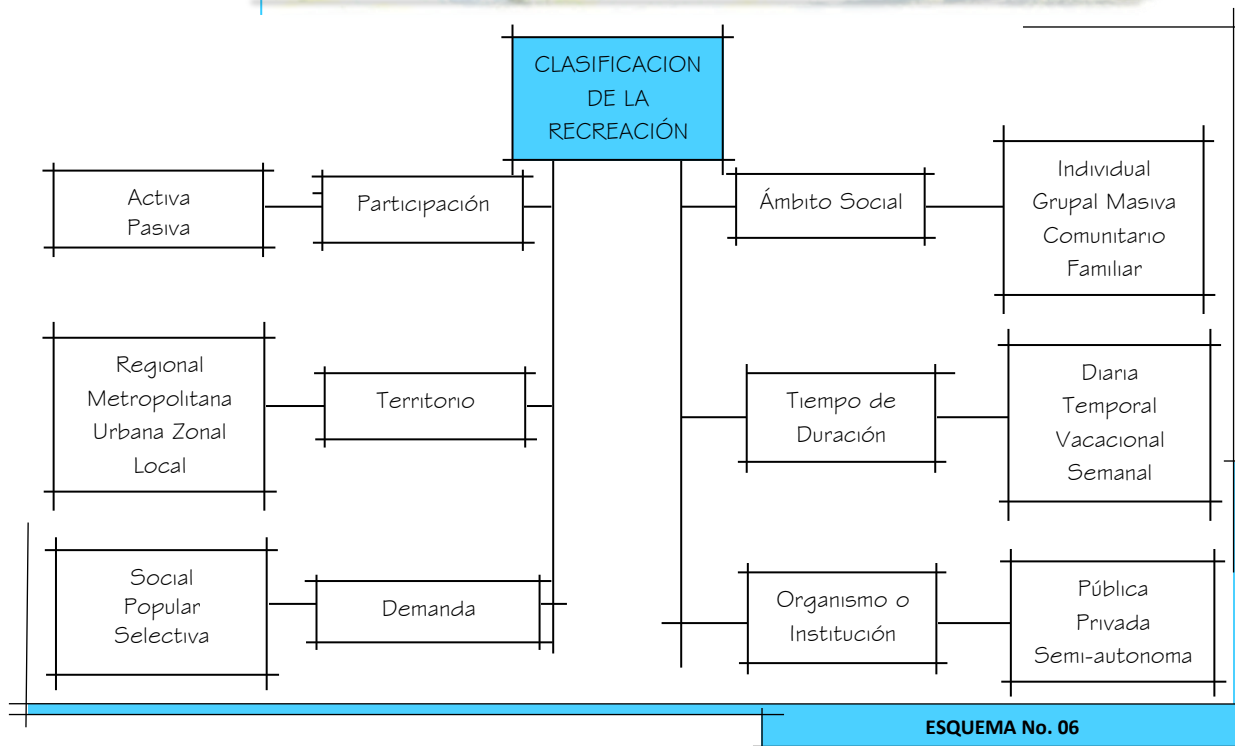 CLASIFICACION
DE LA
RECREACIÓN
Activa
Pasiva
Participación
Ámbito Social
Individual
Grupal Masiva
Comunitario
Familiar
Regional
Metropolitana
Urbana Zonal
Local
Territorio
Tiempo de
Duración
Diaria
Temporal
Vacacional
Semanal
Social
Popular
Selectiva
Demanda
Organismo o
Institución
Pública
Privada
Semi-autonoma
ESQUEMA No. 06